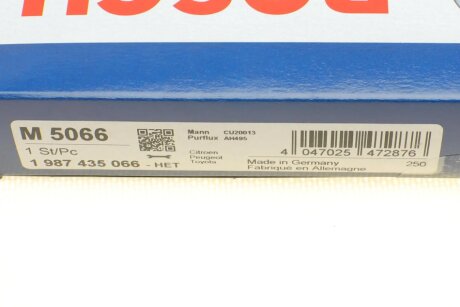 BOSCH
M 5066
1 St/Pc
1 987 435 066 - HET
Mann CU20013
Purflux AH495
Citroen
Peugeot
Toyota
4 047025 472876
Made in Germany 250
Fabriqué en Allemagne